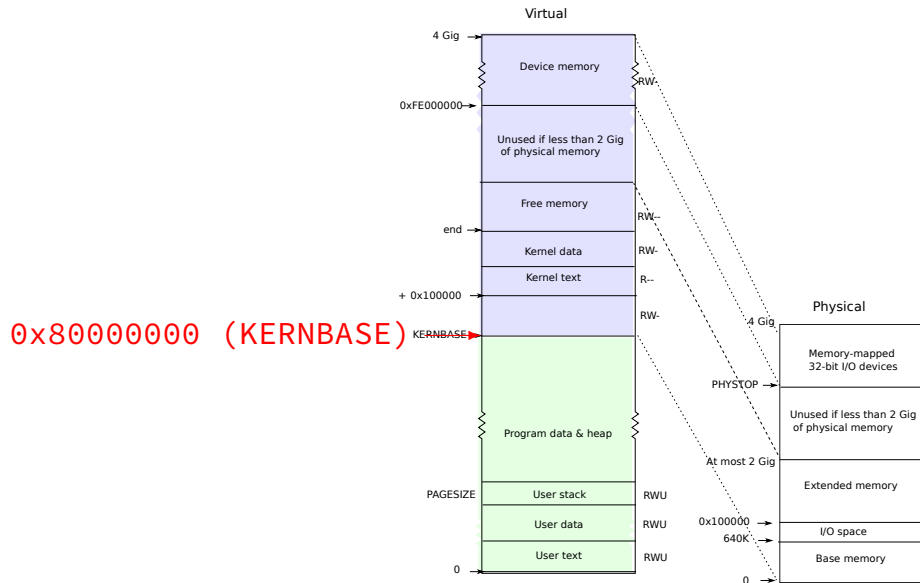 Virtual
4 Gig
Device memory
RW-
0xFE000000
Unused if less than 2 Gig
of physical memory
Free memory
RW--
end
Kernel data
RW-
Kernel text
R--
+ 0x100000
RW-
0x80000000 (KERNBASE)
KERNBASE
Program data & heap
PAGESIZE
User stack
RWU
User data
RWU
User text
RWU
0
Physical
4 Gig
Memory-mapped
32-bit I/O devices
PHYSTOP
Unused if less than 2 Gig
of physical memory
At most 2 Gig
Extended memory
0x100000
I/O space
640K
Base memory
0